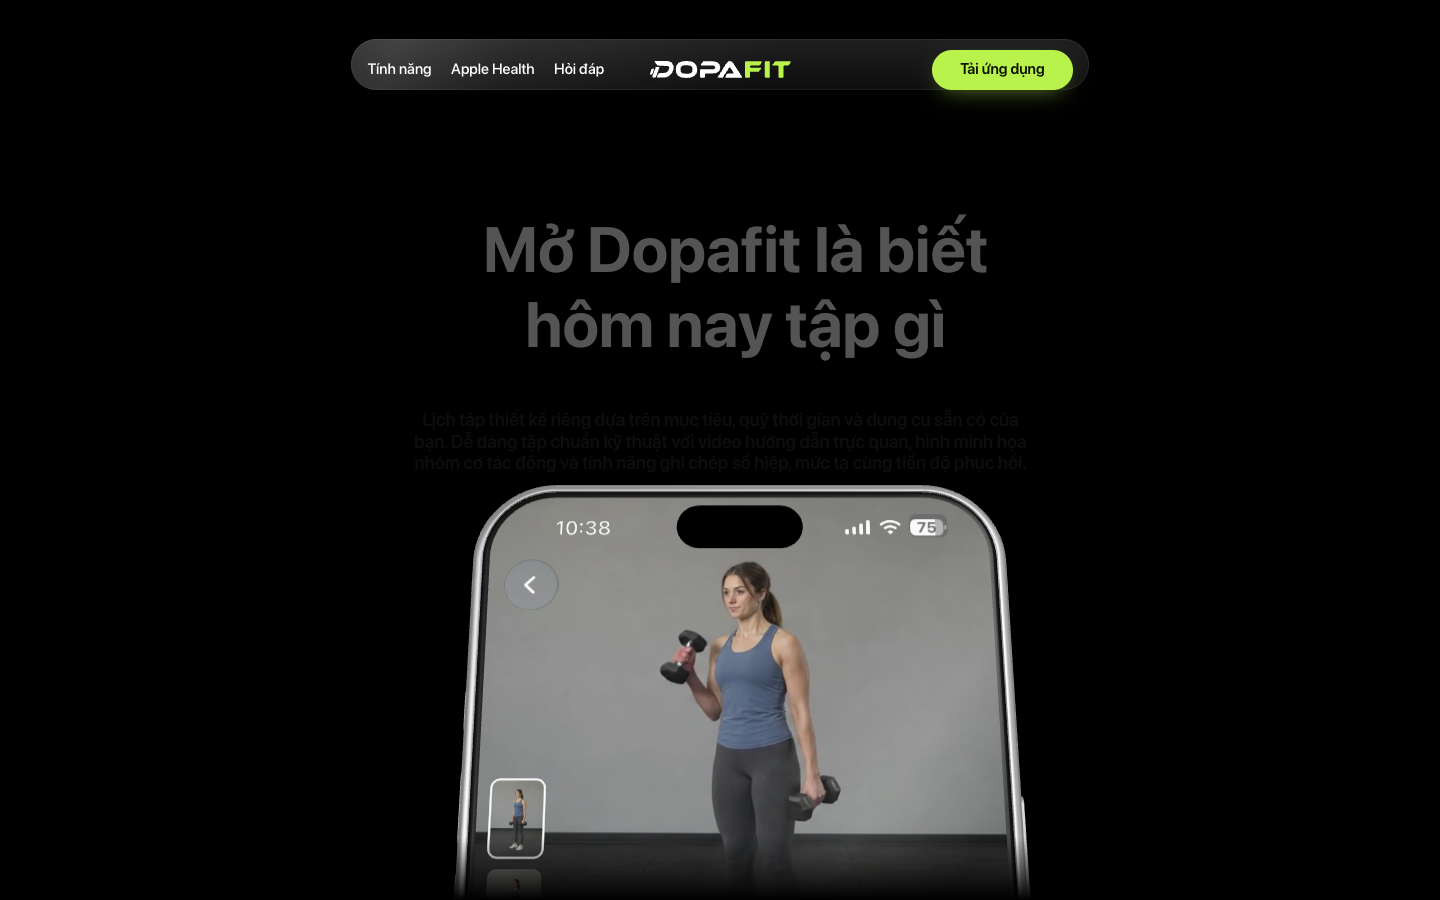 Tính năng
Apple Health
Hỏi đáp
DOPAFIT
Tải ứng dụng
Mở Dopafit là biết
hôm nay tập gì
Lịch tập thiết kế riêng dựa trên mục tiêu, quỹ thời gian và dụng cụ sẵn có của
bạn. Dễ dàng tập chuẩn kỹ thuật với video hướng dẫn trực quan, hình minh họa
nhóm cơ tác động và tính năng ghi chép số hiệp, mức tạ cùng tiến độ phục hồi.
10:38
75